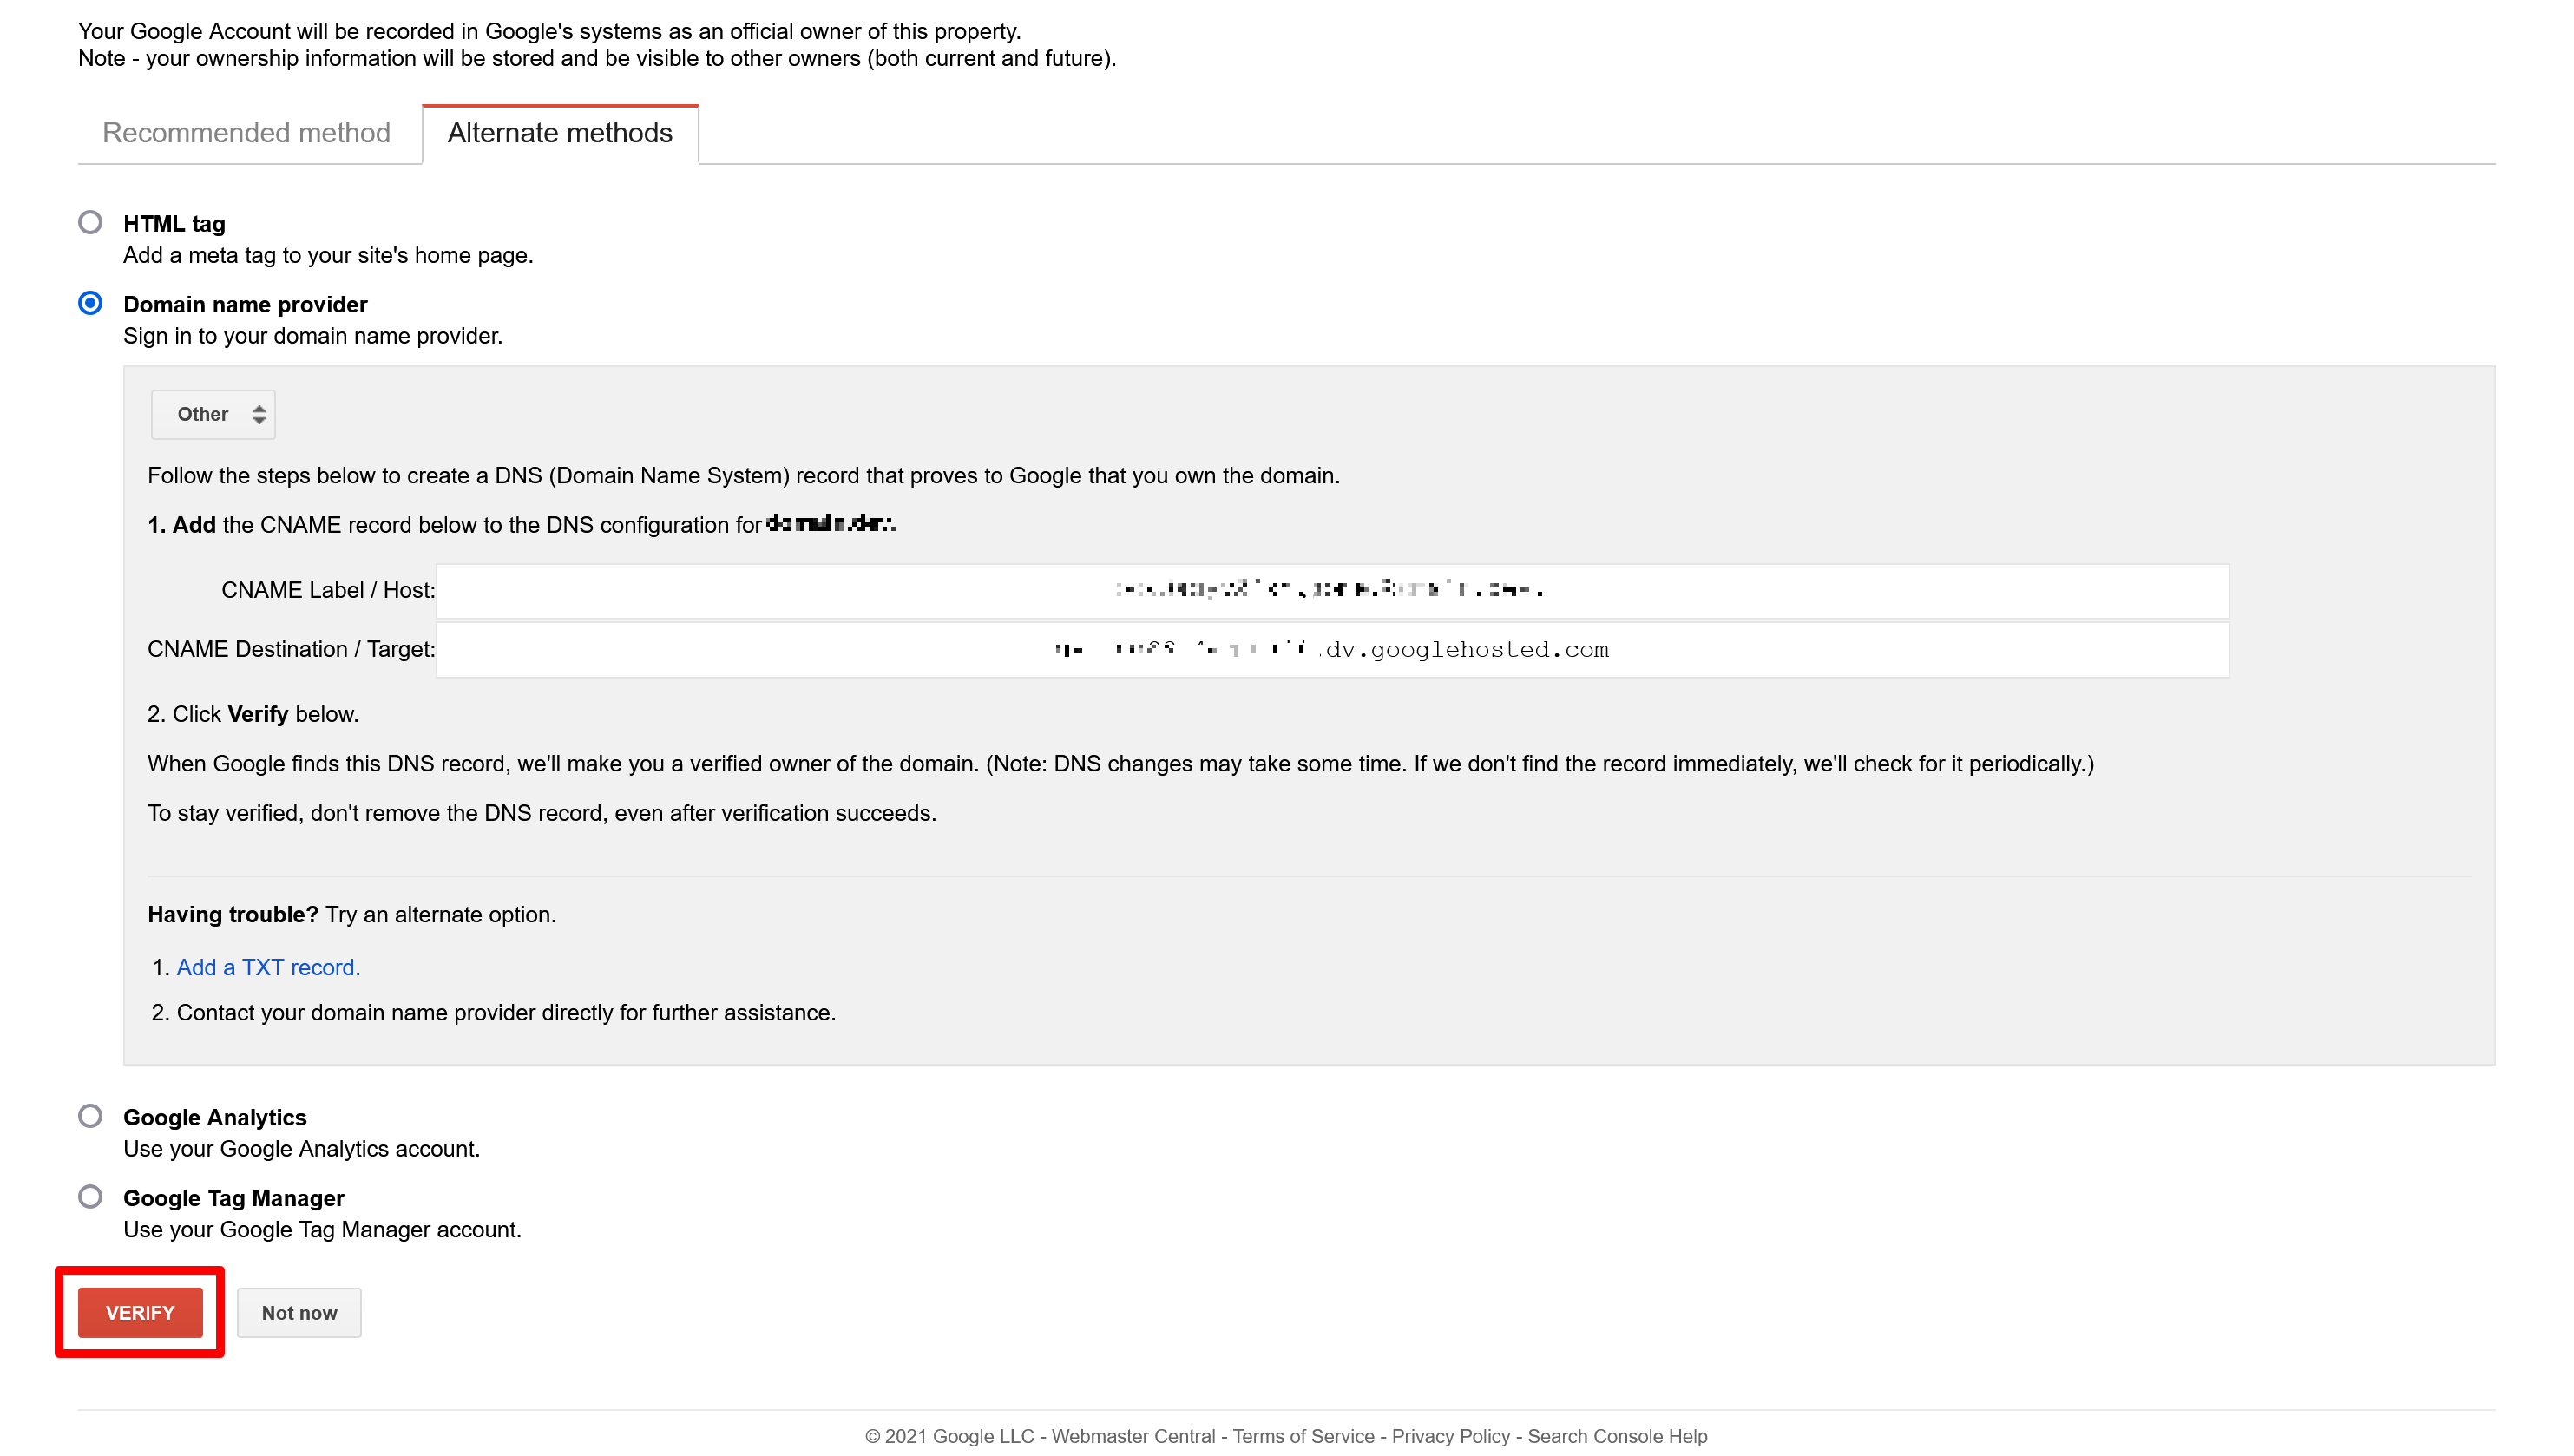 Your Google Account will be recorded in Google's systems as an official owner of this property.
Note - your ownership information will be stored and be visible to other owners (both current and future).
Recommended method
Alternate methods
HTML tag
Add a meta tag to your site's home page.
Domain name provider
Sign in to your domain name provider.
Other
Follow the steps below to create a DNS (Domain Name System) record that proves to Google that you own the domain.
1. Add the CNAME record below to the DNS configuration for
CNAME Label / Host:
CNAME Destination / Target: .dv.googlehosted.com
2. Click Verify below.
When Google finds this DNS record, we'll make you a verified owner of the domain. (Note: DNS changes may take some time. If we don't find the record immediately, we'll check for it periodically.)
To stay verified, don't remove the DNS record, even after verification succeeds.
Having trouble? Try an alternate option.
1. Add a TXT record.
2. Contact your domain name provider directly for further assistance.
Google Analytics
Use your Google Analytics account.
Google Tag Manager
Use your Google Tag Manager account.
VERIFY
Not now
© 2021 Google LLC - Webmaster Central - Terms of Service - Privacy Policy - Search Console Help